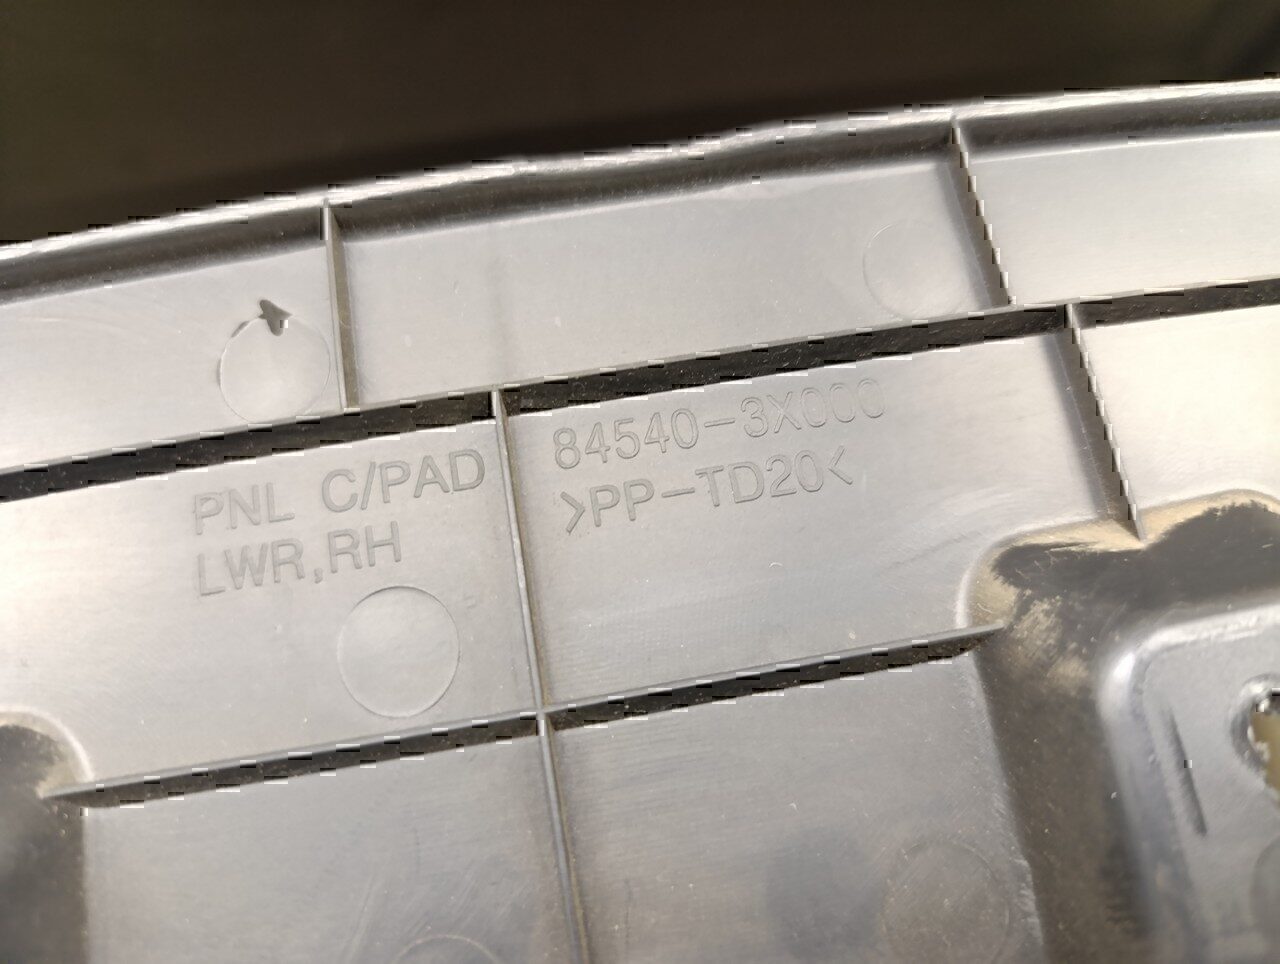 PNL C/PAD
LWR,RH
84540-3X000
>PP-TD20<